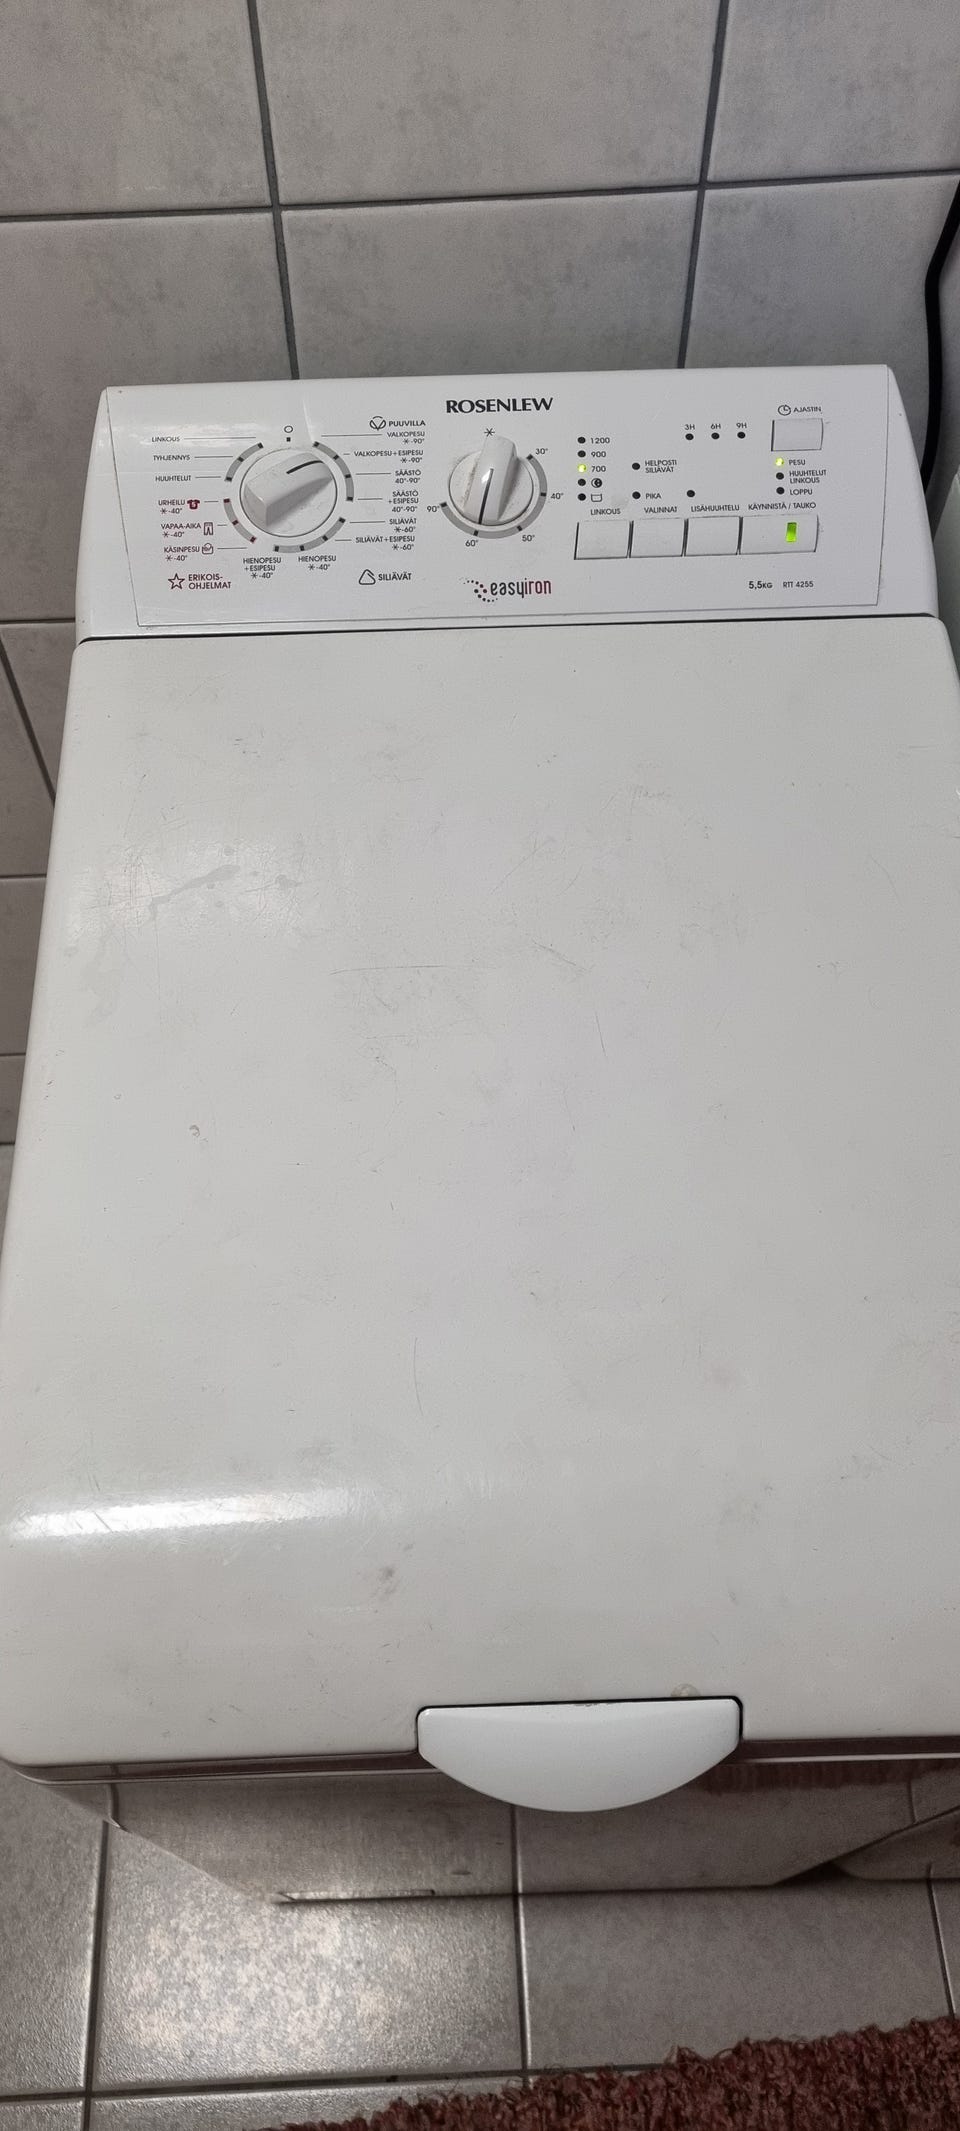 ROSENLEW
AJASTIN
3H 6H 9H
LINKOUS
TYHJENNYS
HUUHTELUT
URHEILU
-40°
VAPAA-AIKA
-40°
KÄSINPESU
-40°
ERIKOIS-
OHJELMAT
HIENOPESU
+ESIPESU
-40°
HIENOPESU
-40°
PUUVILLA
VALKOPESU
-90°
VALKOPESU+ESIPESU
-90°
SÄÄSTÖ
40°-90°
SÄÄSTÖ
+ESIPESU
40°-90°
SILIÄVÄT
-60°
SILIÄVÄT+ESIPESU
-60°
SILIÄVÄT
30°
40°
50°
60°
90°
easyiron
1200
900
700
LINKOUS
HELPOSTI
SILIÄVÄT
PIKA
VALINNAT
LISÄHUUHTELU
PESU
HUUHTELUT
LINKOUS
LOPPU
KÄYNNISTÄ / TAUKO
5,5KG RTT 4255